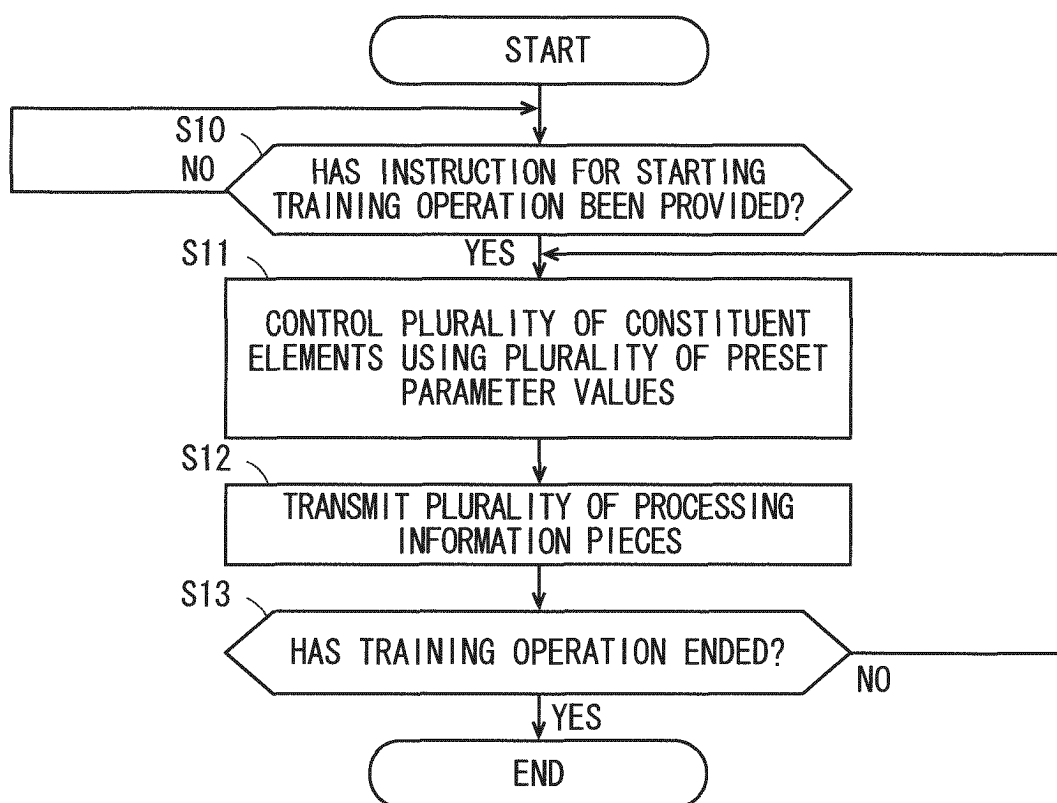 START
S10
NO
HAS INSTRUCTION FOR STARTING
TRAINING OPERATION BEEN PROVIDED?
YES
S11
CONTROL PLURALITY OF CONSTITUENT
ELEMENTS USING PLURALITY OF PRESET
PARAMETER VALUES
S12
TRANSMIT PLURALITY OF PROCESSING
INFORMATION PIECES
S13
HAS TRAINING OPERATION ENDED?
NO
YES
END